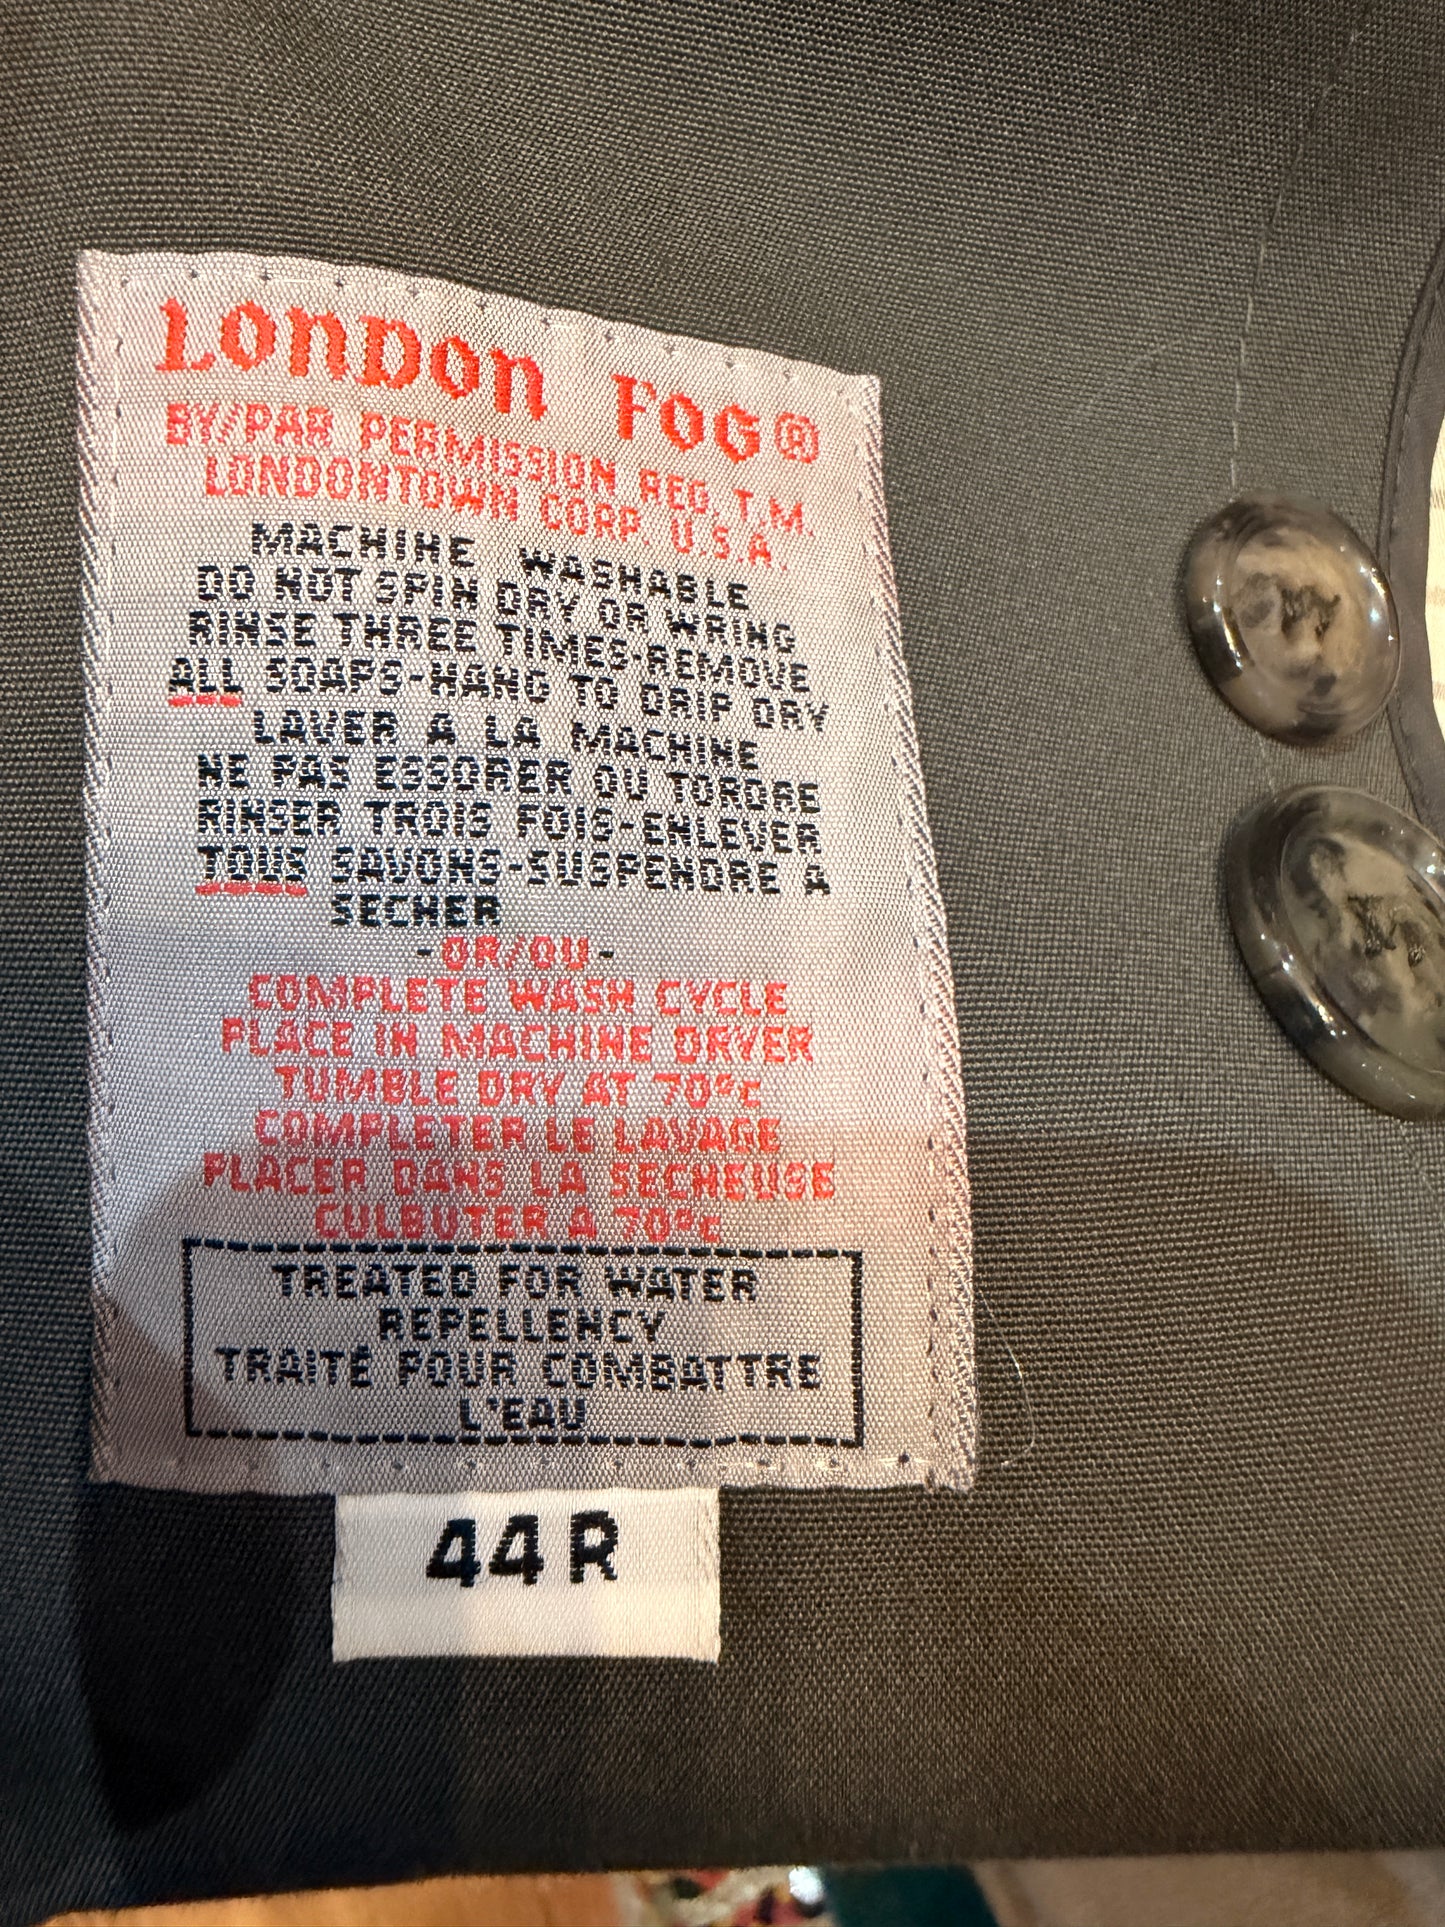 LONDON FOG®
BY/PAR PERMISSION REG. T.M.
LONDONTOWN CORP. U.S.A.
MACHINE WASHABLE
DO NOT SPIN DRY OR WRING
RINSE THREE TIMES-REMOVE
ALL SOAPS-HANG TO DRIP DRY
LAVER A LA MACHINE
NE PAS ESSORER OU TORDRE
RINSER TROIS FOIS-ENLEVER
TOUS SAVONS-SUSPENDRE A
SECHER
-OR/OU-
COMPLETE WASH CYCLE
PLACE IN MACHINE DRYER
TUMBLE DRY AT 70°C
COMPLETER LE LAVAGE
PLACER DANS LA SECHEUSE
CULBUTER A 70°C
TREATED FOR WATER
REPELLENCY
TRAITÉ POUR COMBATTRE
L'EAU
44R